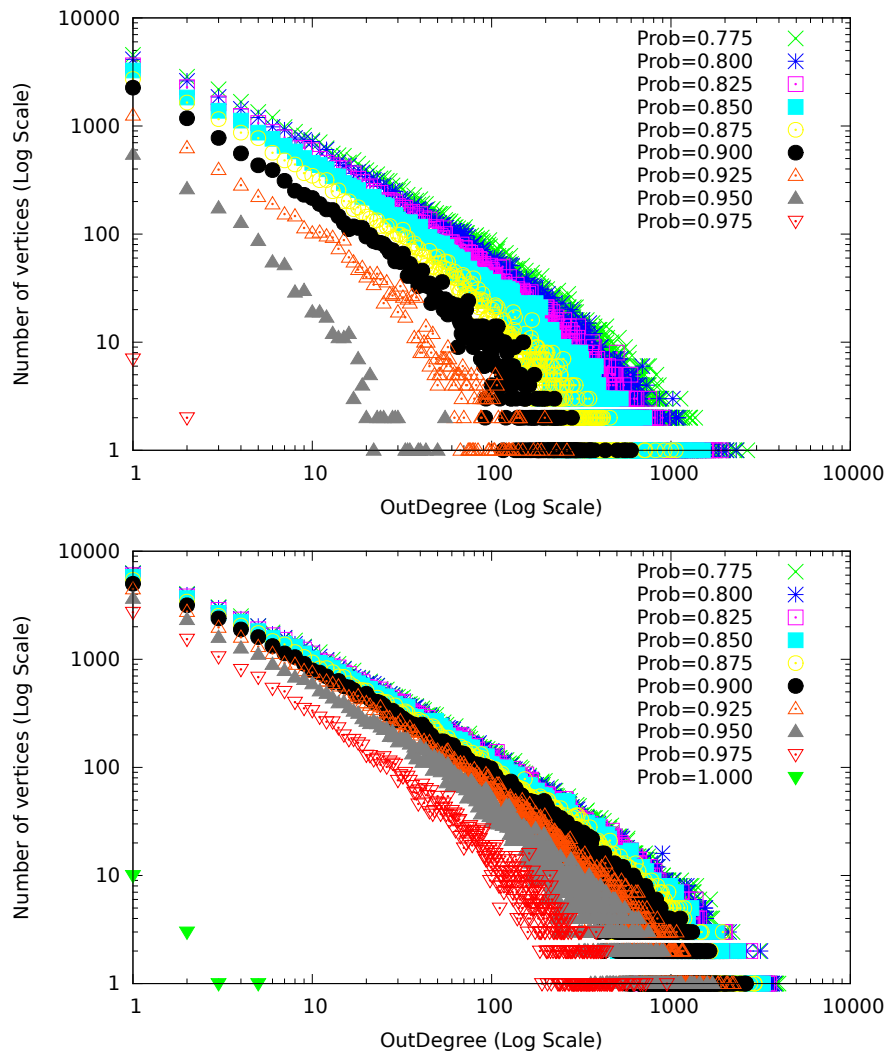 10000
1000
100
10
1
1
10
100
1000
10000
Number of vertices (Log Scale)
OutDegree (Log Scale)
Prob=0.775
Prob=0.800
Prob=0.825
Prob=0.850
Prob=0.875
Prob=0.900
Prob=0.925
Prob=0.950
Prob=0.975
10000
1000
100
10
1
1
10
100
1000
10000
Number of vertices (Log Scale)
OutDegree (Log Scale)
Prob=0.775
Prob=0.800
Prob=0.825
Prob=0.850
Prob=0.875
Prob=0.900
Prob=0.925
Prob=0.950
Prob=0.975
Prob=1.000